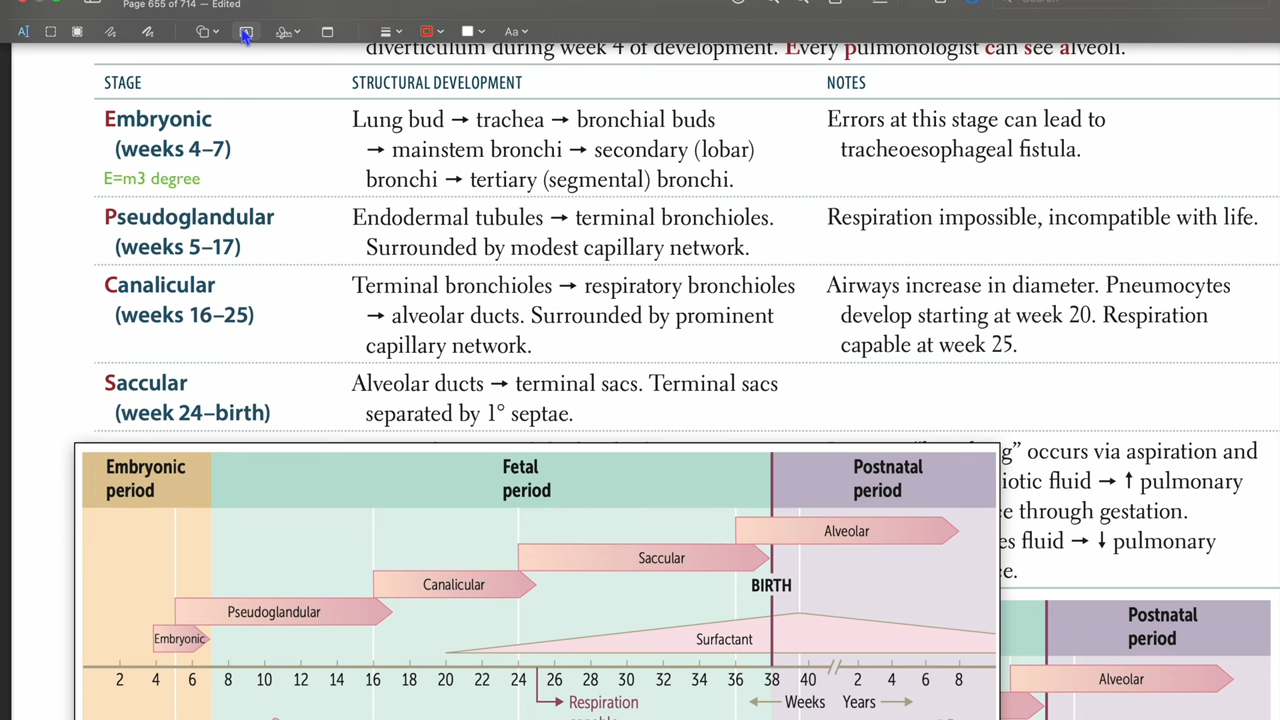 Page 655 of 714 — Edited
Search
Aa
diverticulum during week 4 of development. Every pulmonologist can see alveoli.
STAGE
STRUCTURAL DEVELOPMENT
NOTES
Embryonic
(weeks 4–7)
E=m3 degree
Lung bud → trachea → bronchial buds
→ mainstem bronchi → secondary (lobar)
bronchi → tertiary (segmental) bronchi.
Errors at this stage can lead to
tracheoesophageal fistula.
Pseudoglandular
(weeks 5–17)
Endodermal tubules → terminal bronchioles.
Surrounded by modest capillary network.
Respiration impossible, incompatible with life.
Canalicular
(weeks 16–25)
Terminal bronchioles → respiratory bronchioles
→ alveolar ducts. Surrounded by prominent
capillary network.
Airways increase in diameter. Pneumocytes
develop starting at week 20. Respiration
capable at week 25.
Saccular
(week 24–birth)
Alveolar ducts → terminal sacs. Terminal sacs
separated by 1° septae.
g” occurs via aspiration and
iotic fluid → ↑ pulmonary
e through gestation.
es fluid → ↓ pulmonary
e.
Embryonic
period
Fetal
period
Postnatal
period
Alveolar
Saccular
Canalicular
BIRTH
Pseudoglandular
Embryonic
Surfactant
2 4 6 8 10 12 14 16 18 20 22 24 26 28 30 32 34 36 38 40 2 4 6 8
Respiration
Weeks Years
Postnatal
period
Alveolar